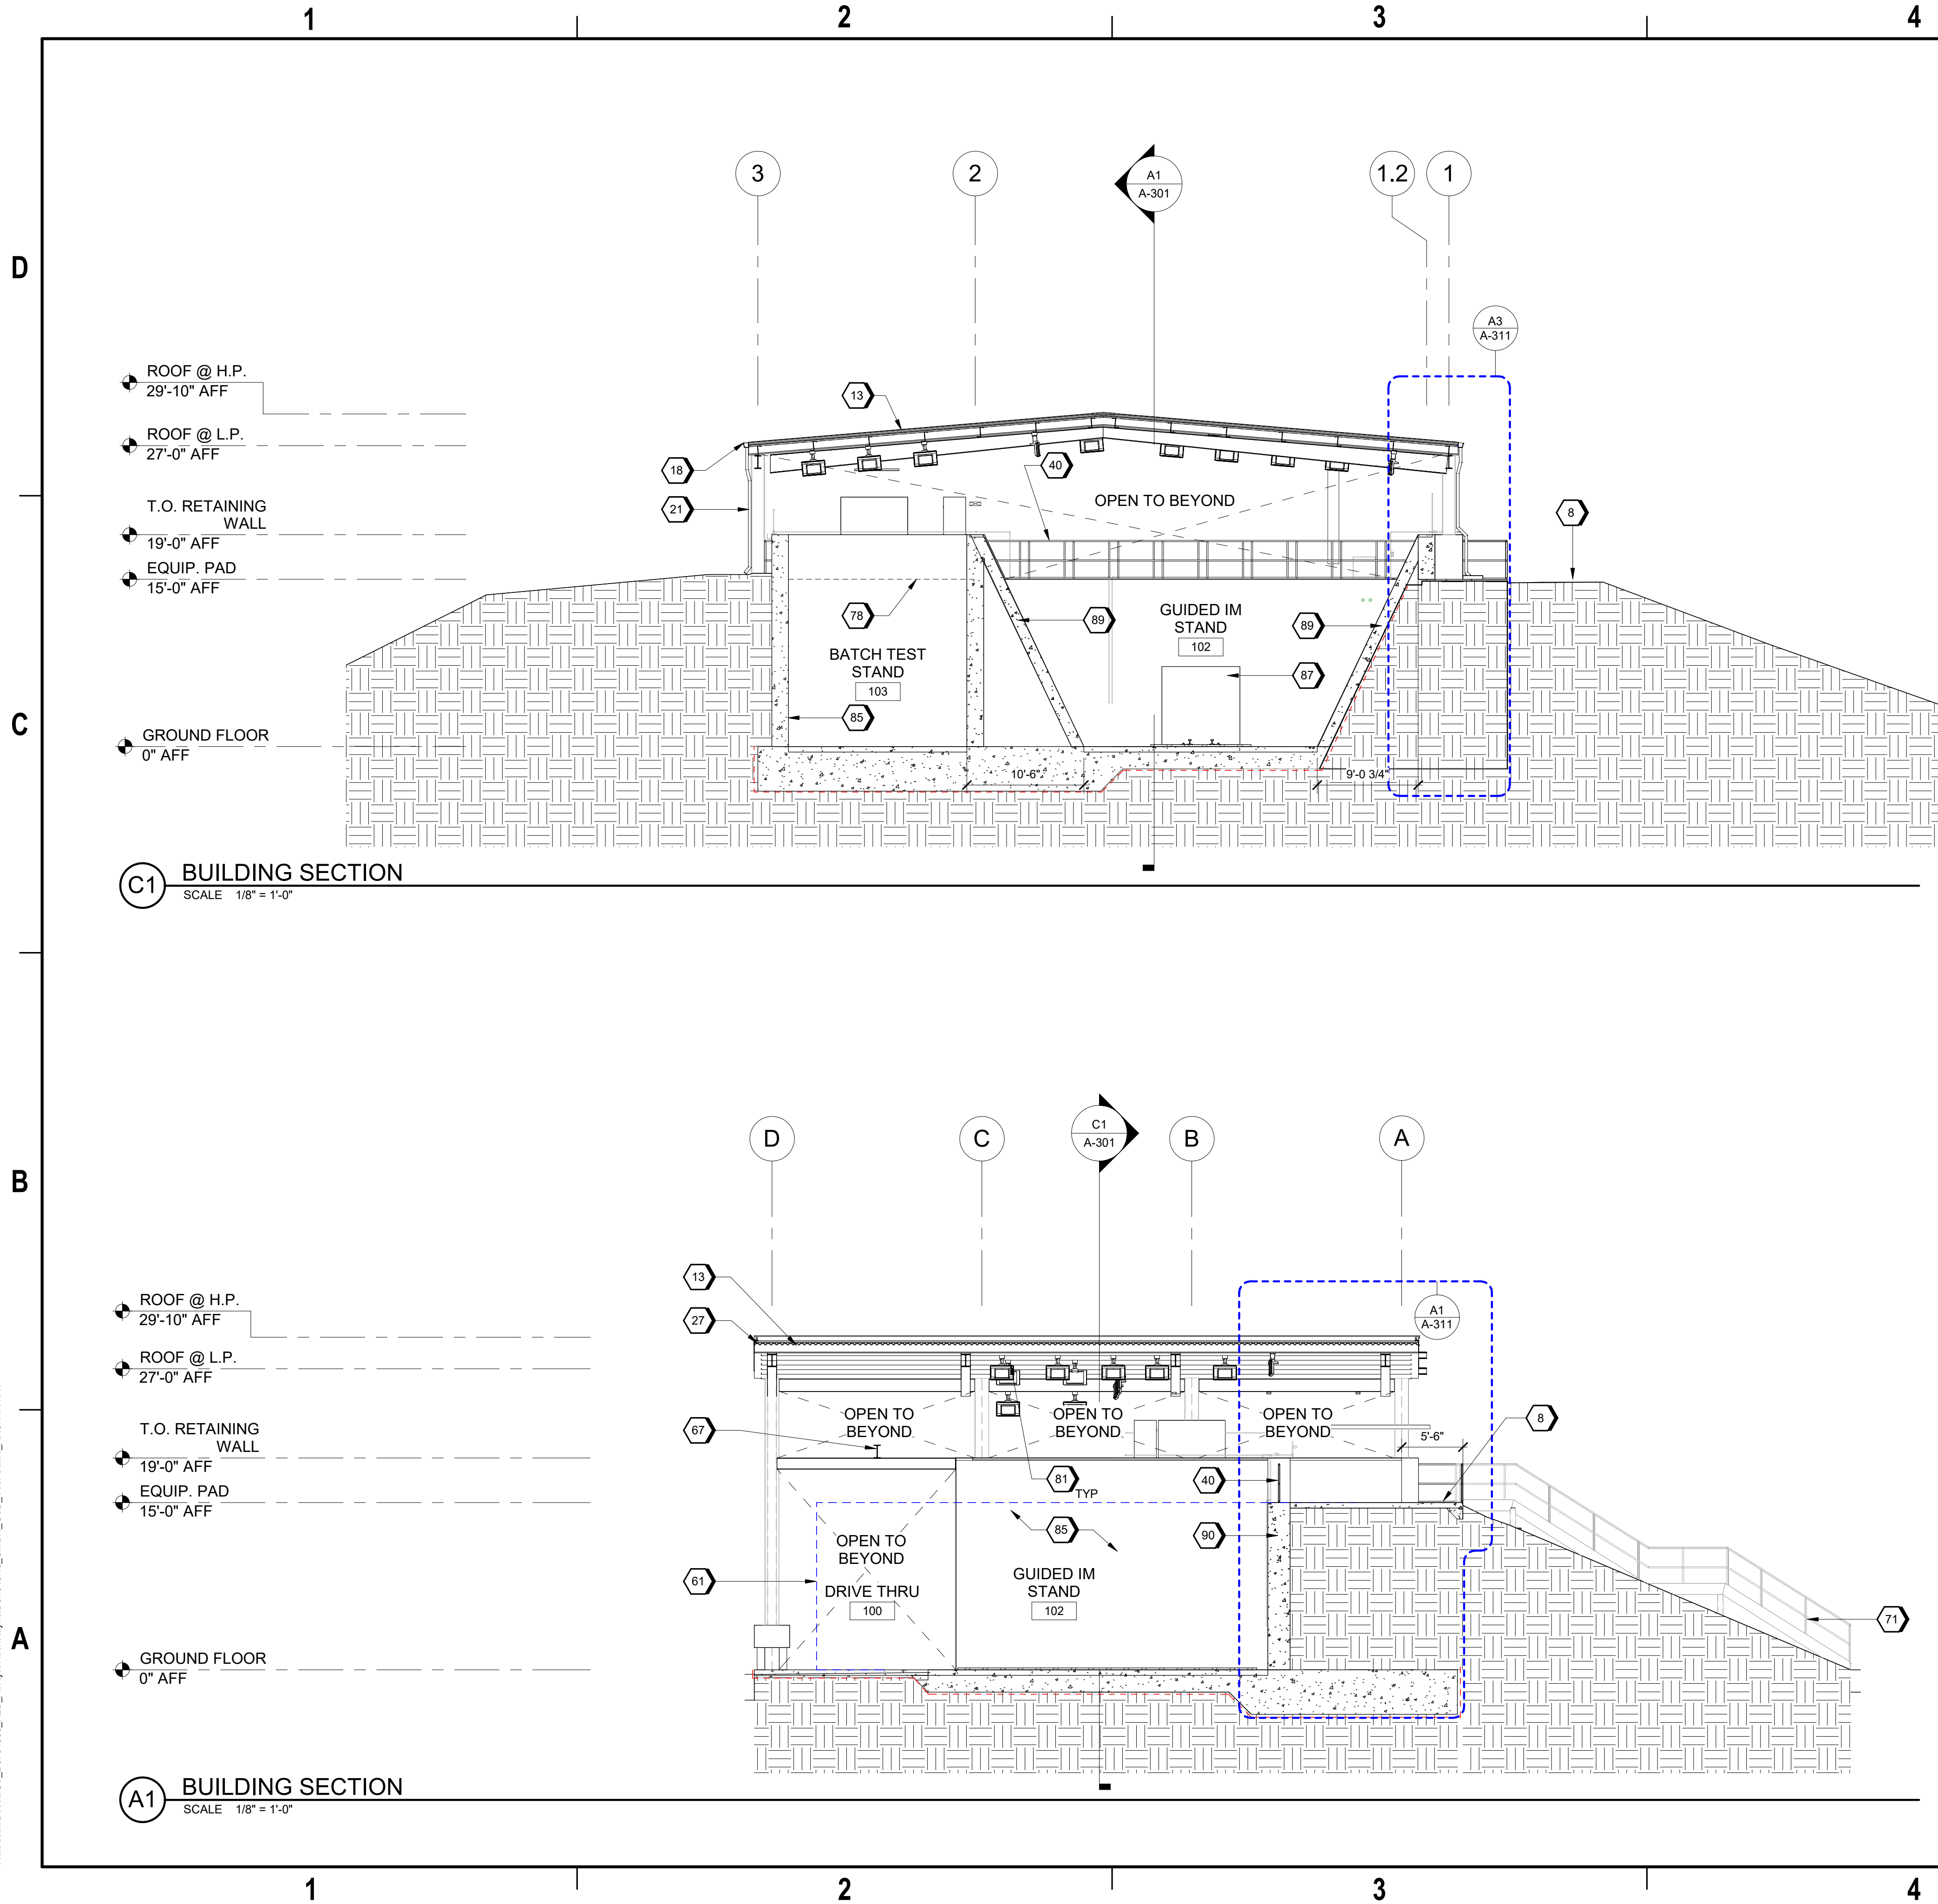 1
2
3
4
D
C
B
A
3
2
A1
A-301
1.2
1
A3
A-311
ROOF @ H.P.
29'-10" AFF
ROOF @ L.P.
27'-0" AFF
T.O. RETAINING
WALL
19'-0" AFF
EQUIP. PAD
15'-0" AFF
GROUND FLOOR
0" AFF
13
18
40
21
OPEN TO BEYOND
8
78
89
GUIDED IM
STAND
102
89
BATCH TEST
STAND
103
87
85
10'-6"
9'-0 3/4"
C1
BUILDING SECTION
SCALE 1/8" = 1'-0"
D
C
C1
A-301
B
A
ROOF @ H.P.
29'-10" AFF
ROOF @ L.P.
27'-0" AFF
T.O. RETAINING
WALL
19'-0" AFF
EQUIP. PAD
15'-0" AFF
GROUND FLOOR
0" AFF
13
27
A1
A-311
OPEN TO
BEYOND
OPEN TO
BEYOND
OPEN TO
BEYOND
8
5'-6"
67
81
TYP
40
85
90
OPEN TO
BEYOND
DRIVE THRU
100
GUIDED IM
STAND
102
61
71
A1
BUILDING SECTION
SCALE 1/8" = 1'-0"
1
2
3
4